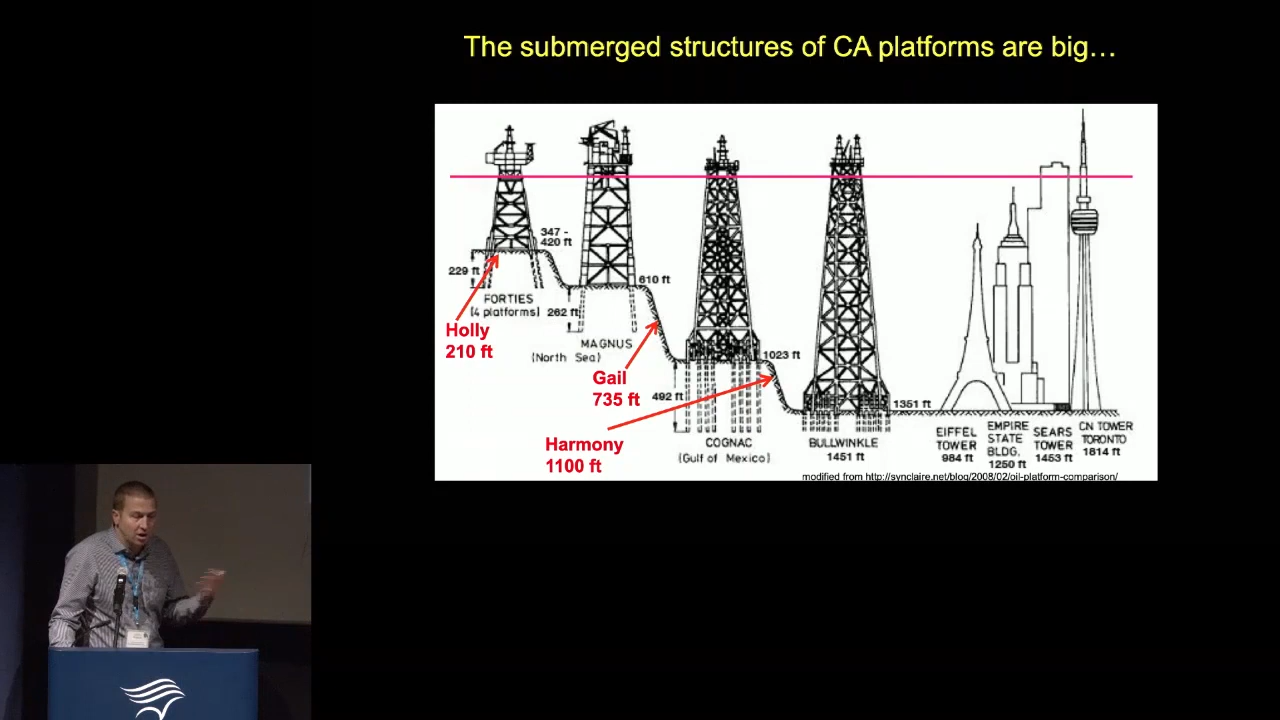 The submerged structures of CA platforms are big…
347 -
420 ft
229 ft
FORTIES
(4 platforms)
262 ft
610 ft
Holly
210 ft
MAGNUS
(North Sea)
1023 ft
Gail
735 ft
492 ft
1351 ft
Harmony
1100 ft
COGNAC
(Gulf of Mexico)
BULLWINKLE
1451 ft
EIFFEL
TOWER
984 ft
EMPIRE
STATE
BLDG.
1250 ft
SEARS
TOWER
1453 ft
CN TOWER
TORONTO
1814 ft
modified from http://synclaire.net/blog/2008/02/oil-platform-comparison/